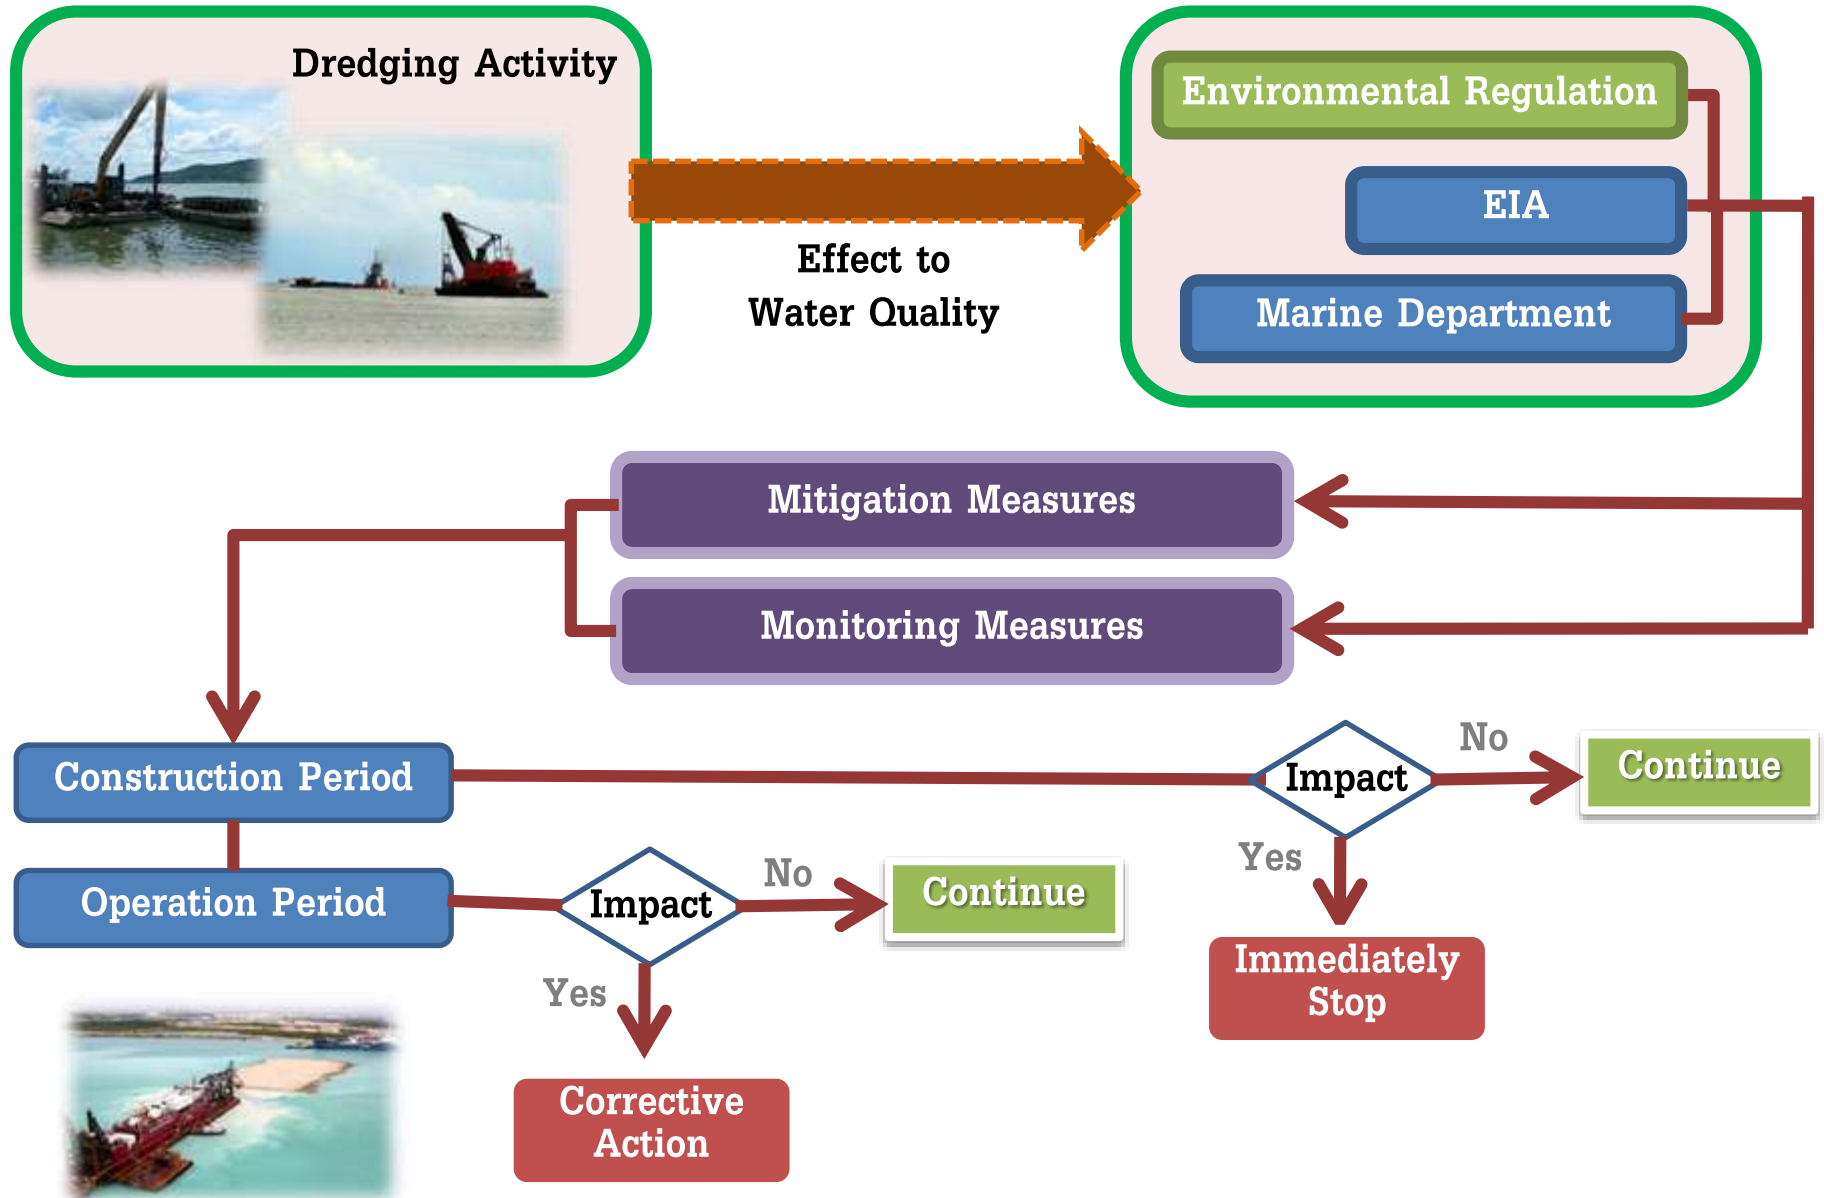 Dredging Activity
Environmental Regulation
EIA
Marine Department
Effect to
Water Quality
Mitigation Measures
Monitoring Measures
Construction Period
Impact
No
Continue
Yes
Immediately
Stop
Operation Period
Impact
No
Continue
Yes
Corrective
Action